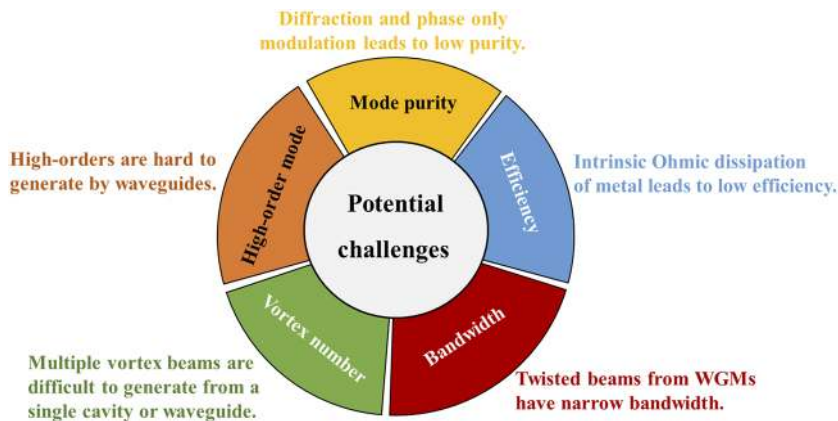 Diffraction and phase only
modulation leads to low purity.
Mode purity
High-orders are hard to
generate by waveguides.
High-order mode
Potential
challenges
Efficiency
Intrinsic Ohmic dissipation
of metal leads to low efficiency.
Vortex number
Bandwidth
Multiple vortex beams are
difficult to generate from a
single cavity or waveguide.
Twisted beams from WGMs
have narrow bandwidth.